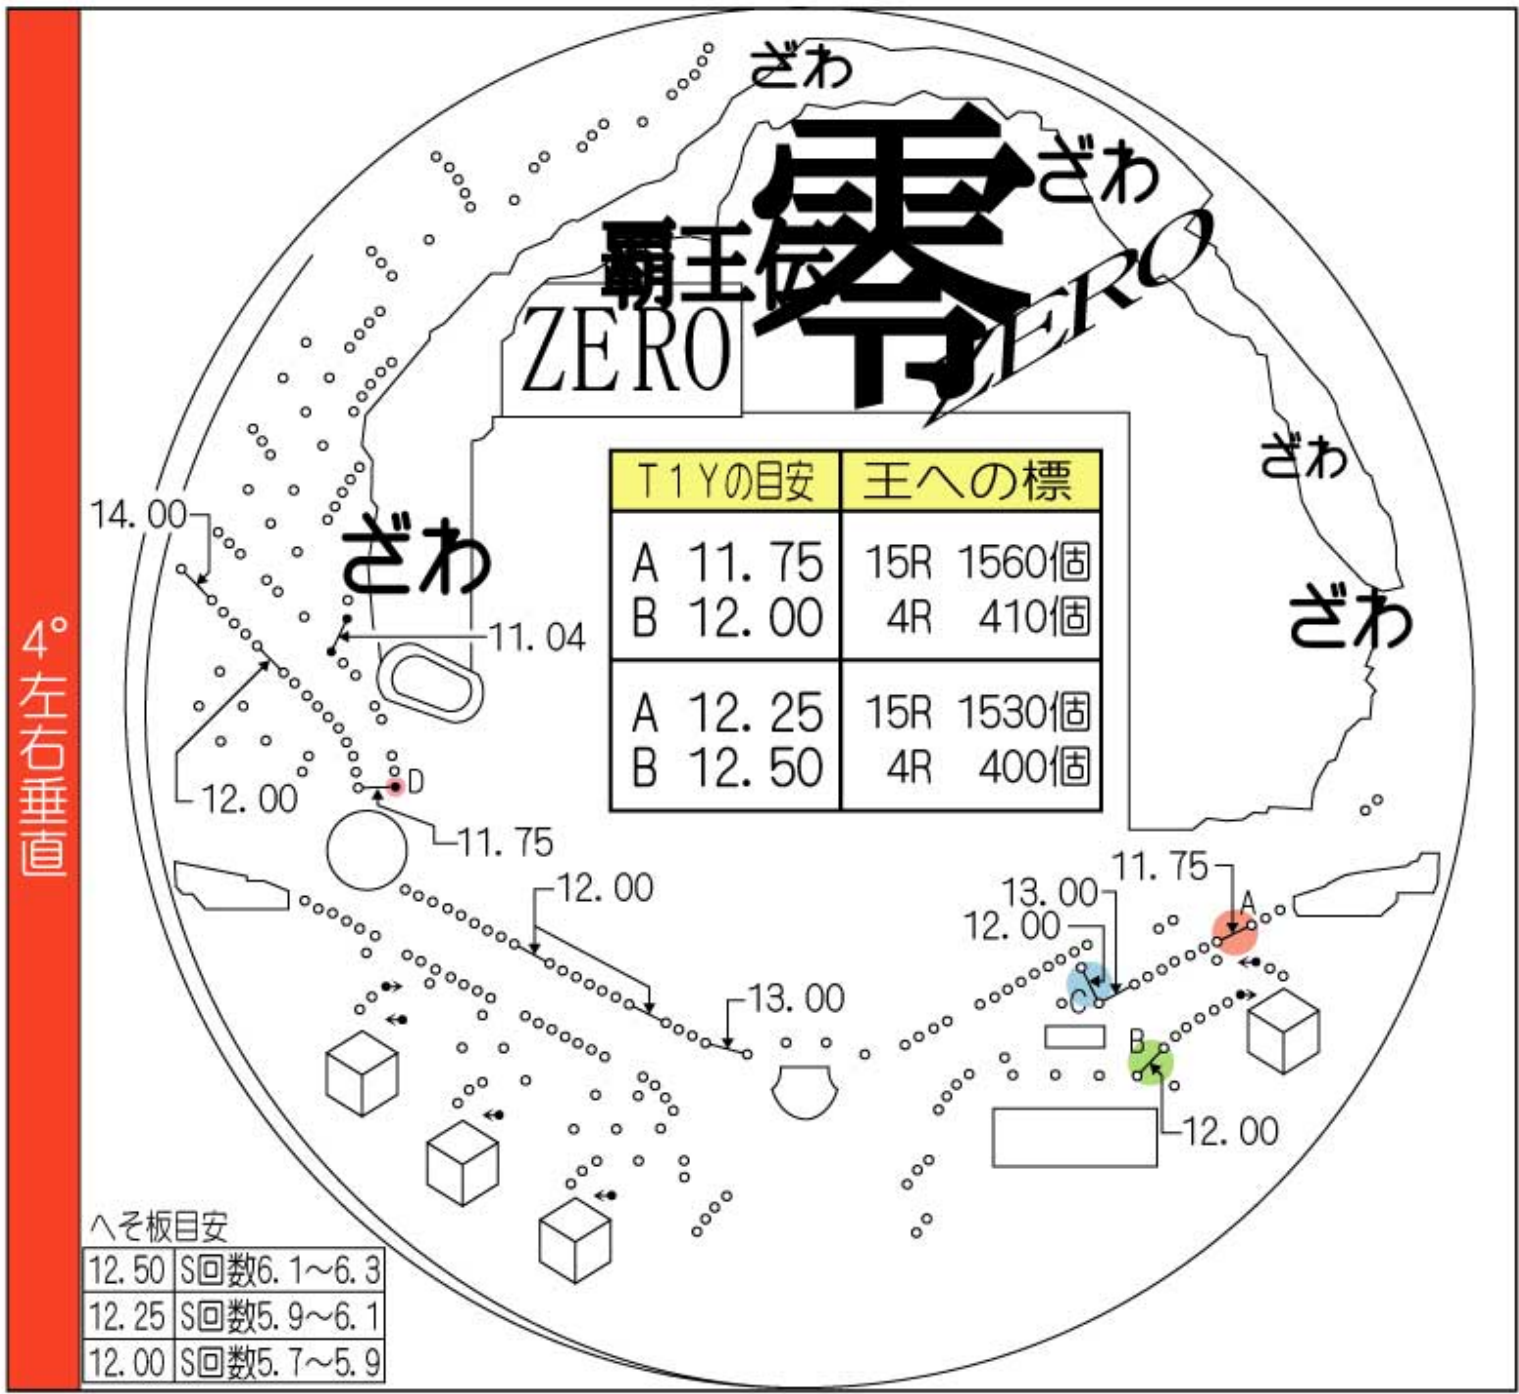 4°左右垂直
ざわ
ざわ
零
覇王伝
ZERO
ZERO
ざわ
ざわ
ざわ
T1Yの目安 王への標
A 11.75 15R 1560個
B 12.00 4R 410個
A 12.25 15R 1530個
B 12.50 4R 400個
14.00
11.04
12.00
D
11.75
12.00
13.00
11.75
13.00
12.00
A
C
B
12.00
へそ板目安
12.50 S回数6.1〜6.3
12.25 S回数5.9〜6.1
12.00 S回数5.7〜5.9